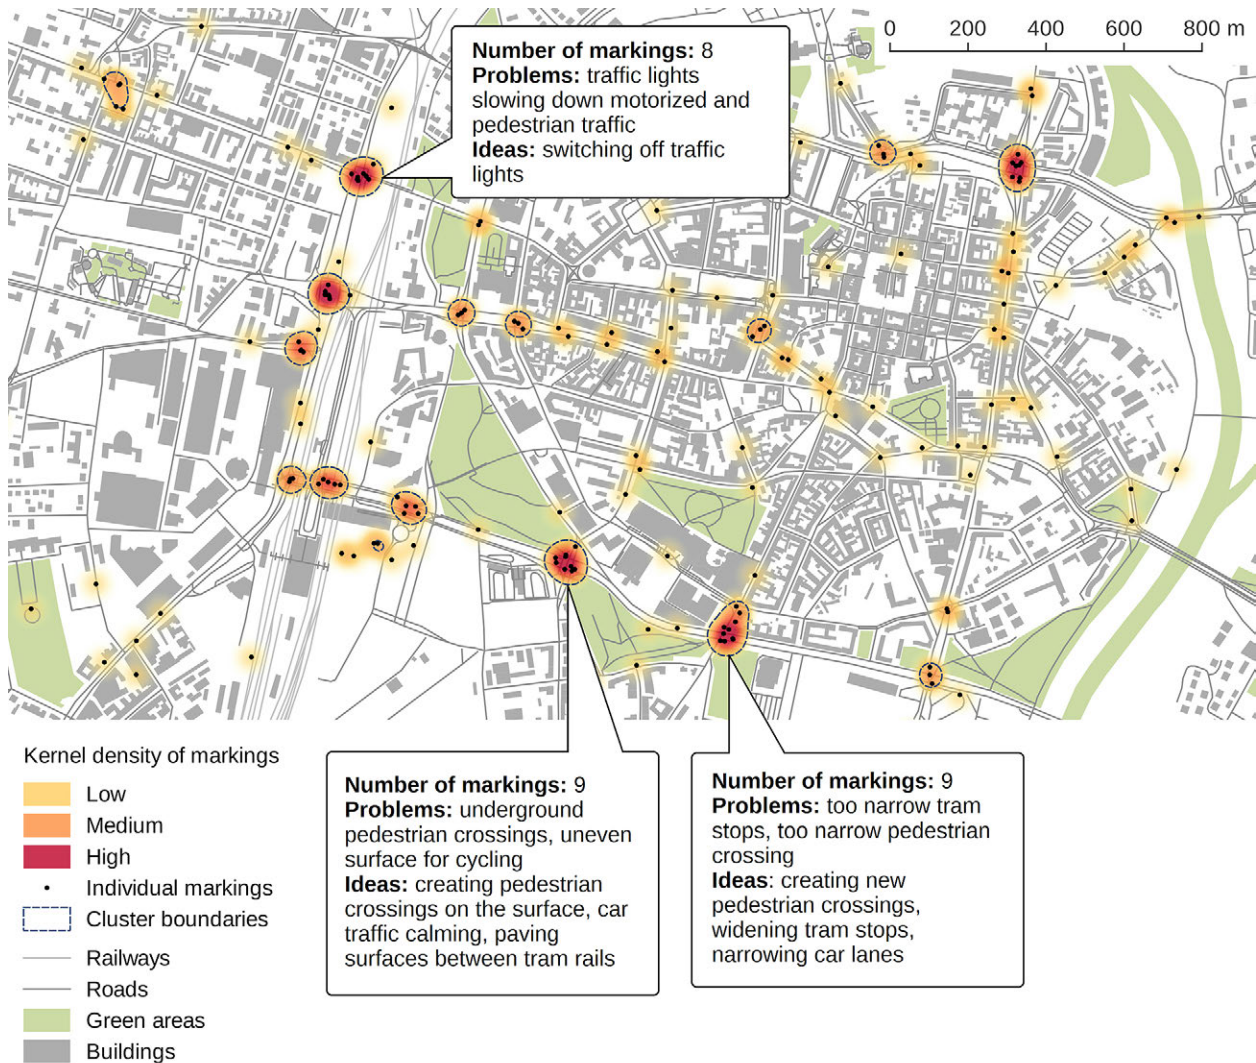 0 200 400 600 800 m
Number of markings: 8
Problems: traffic lights
slowing down motorized and
pedestrian traffic
Ideas: switching off traffic
lights
Number of markings: 9
Problems: underground
pedestrian crossings, uneven
surface for cycling
Ideas: creating pedestrian
crossings on the surface, car
traffic calming, paving
surfaces between tram rails
Number of markings: 9
Problems: too narrow tram
stops, too narrow pedestrian
crossing
Ideas: creating new
pedestrian crossings,
widening tram stops,
narrowing car lanes
Kernel density of markings
Low
Medium
High
Individual markings
Cluster boundaries
Railways
Roads
Green areas
Buildings